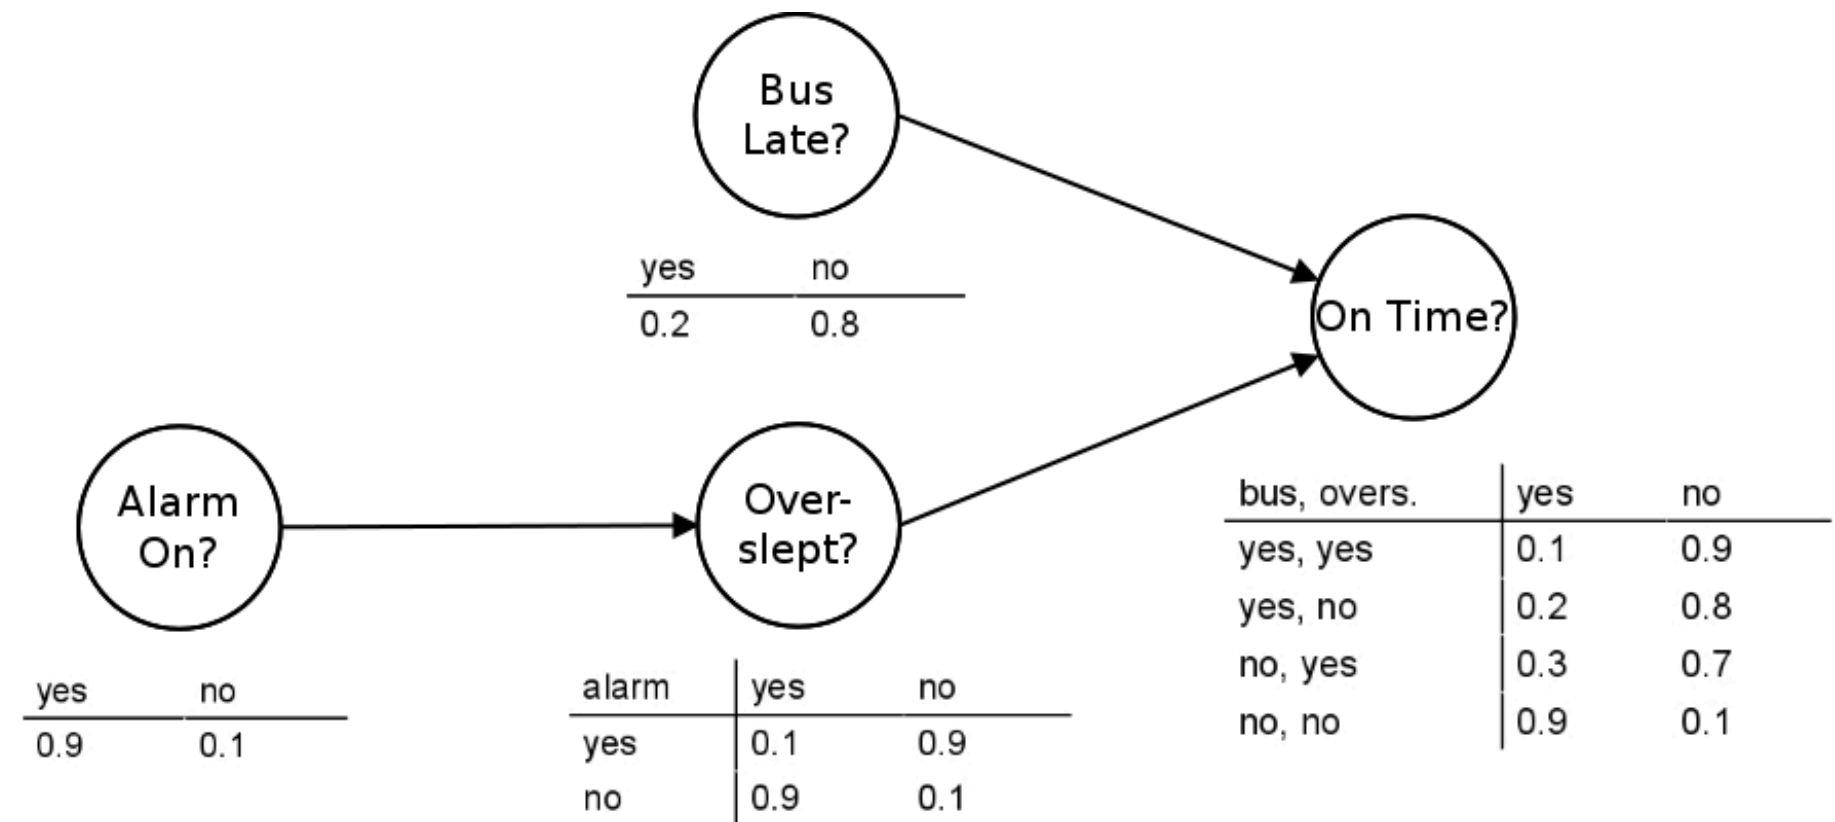 Bus
Late?
yes no
0.2 0.8
On Time?
Alarm
On?
yes no
0.9 0.1
Over-
slept?
alarm yes no
yes 0.1 0.9
no 0.9 0.1
bus, overs. yes no
yes, yes 0.1 0.9
yes, no 0.2 0.8
no, yes 0.3 0.7
no, no 0.9 0.1